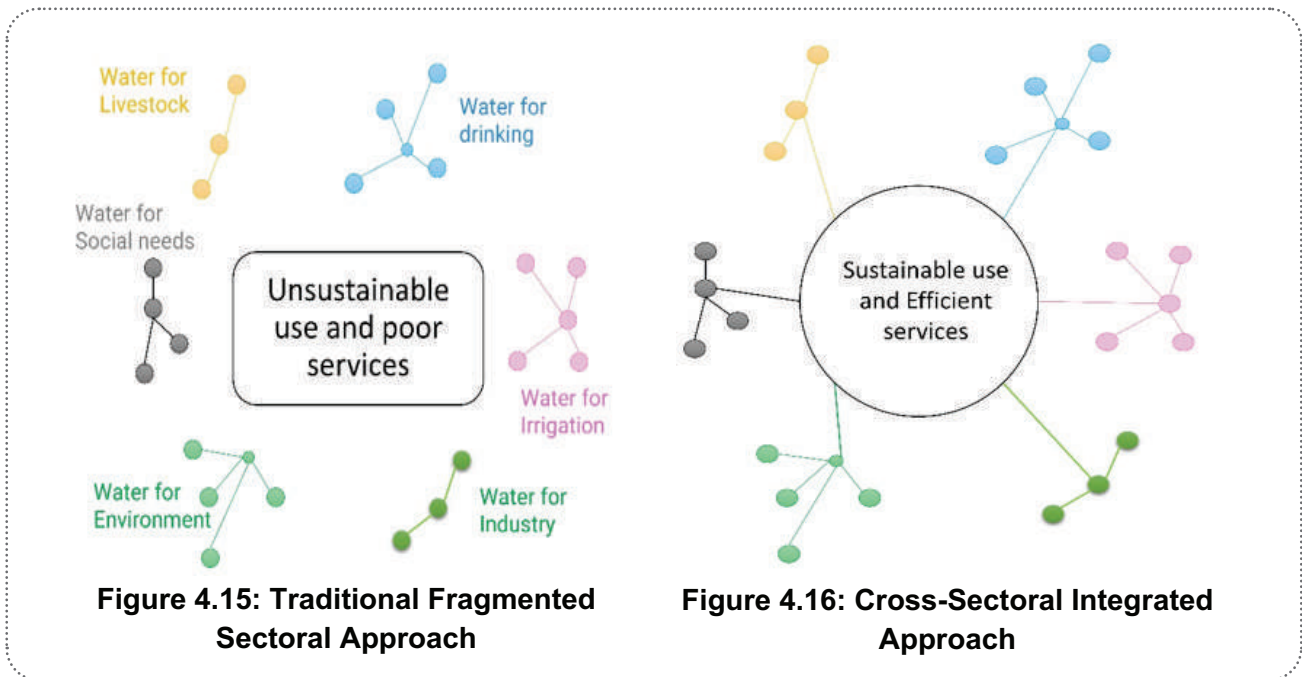 Water for
Livestock
Water for
drinking
Water for
Social needs
Unsustainable
use and poor
services
Water for
Irrigation
Water for
Environment
Water for
Industry
Figure 4.15: Traditional Fragmented
Sectoral Approach
Sustainable use
and Efficient
services
Figure 4.16: Cross-Sectoral Integrated
Approach